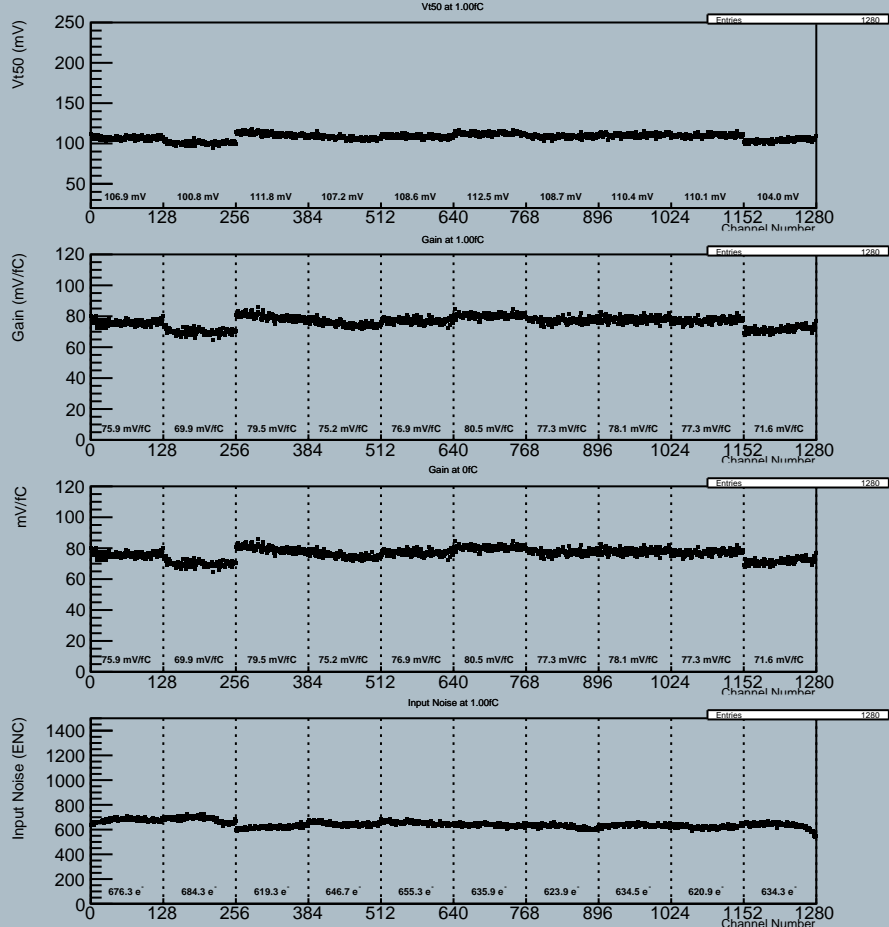 Vt50 at 1.00fC
Entries 1280
Vt50 (mV)
250
200
150
100
50
106.9 mV 100.8 mV 111.8 mV 107.2 mV 108.6 mV 112.5 mV 108.7 mV 110.4 mV 110.1 mV 104.0 mV
0 128 256 384 512 640 768 896 1024 1152 1280
Channel Number
Gain at 1.00fC
Entries 1280
Gain (mV/fC)
120
100
80
60
40
20
0
75.9 mV/fC 69.9 mV/fC 79.5 mV/fC 75.2 mV/fC 76.9 mV/fC 80.5 mV/fC 77.3 mV/fC 78.1 mV/fC 77.3 mV/fC 71.6 mV/fC
0 128 256 384 512 640 768 896 1024 1152 1280
Channel Number
Gain at 0fC
Entries 1280
mV/fC
120
100
80
60
40
20
0
75.9 mV/fC 69.9 mV/fC 79.5 mV/fC 75.2 mV/fC 76.9 mV/fC 80.5 mV/fC 77.3 mV/fC 78.1 mV/fC 77.3 mV/fC 71.6 mV/fC
0 128 256 384 512 640 768 896 1024 1152 1280
Channel Number
Input Noise at 1.00fC
Entries 1280
Input Noise (ENC)
1400
1200
1000
800
600
400
200
0
676.3 e⁻ 684.3 e⁻ 619.3 e⁻ 646.7 e⁻ 655.3 e⁻ 635.9 e⁻ 623.9 e⁻ 634.5 e⁻ 620.9 e⁻ 634.3 e⁻
0 128 256 384 512 640 768 896 1024 1152 1280
Channel Number